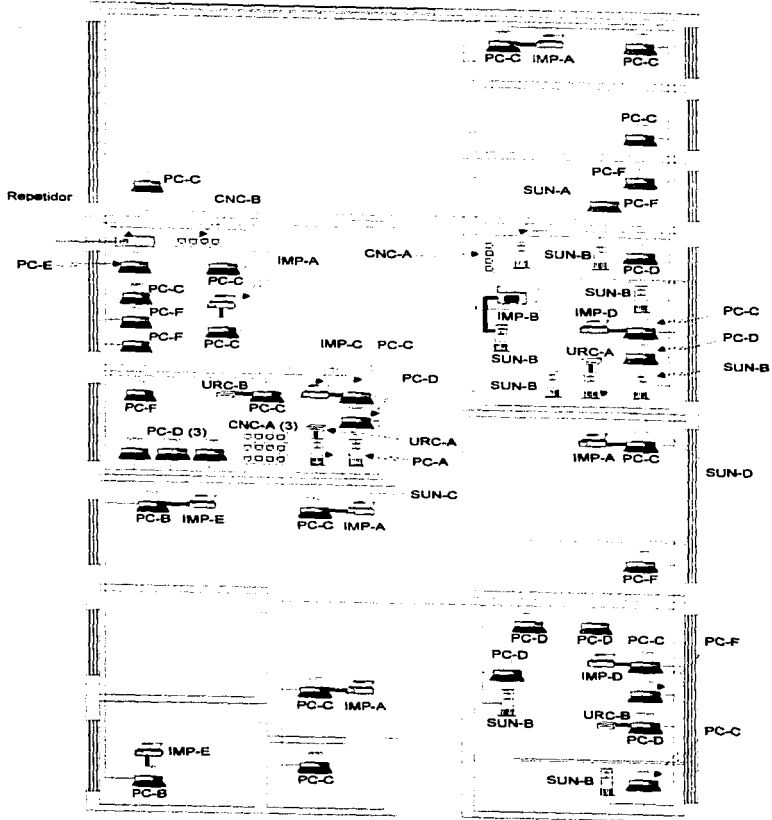 PC-C IMP-A PC-C
PC-C
PC-C
PC-F
SUN-A
PC-F
Repetidor
CNC-B
PC-E
PC-C
IMP-A
CNC-A
SUN-B
PC-D
PC-C
PC-F
PC-F
PC-C
SUN-B
IMP-B
IMP-D
PC-C
PC-D
SUN-B
URC-A
SUN-B
SUN-B
IMP-C PC-C
PC-D
PC-F
URC-B
PC-C
PC-D (3)
CNC-A (3)
URC-A
PC-A
SUN-C
IMP-A PC-C
SUN-D
PC-B IMP-E
PC-C IMP-A
PC-F
PC-D
PC-D
PC-C
PC-F
PC-D
IMP-D
SUN-B
URC-B
PC-D
PC-C
PC-C IMP-A
IMP-E
PC-B
PC-C
SUN-B